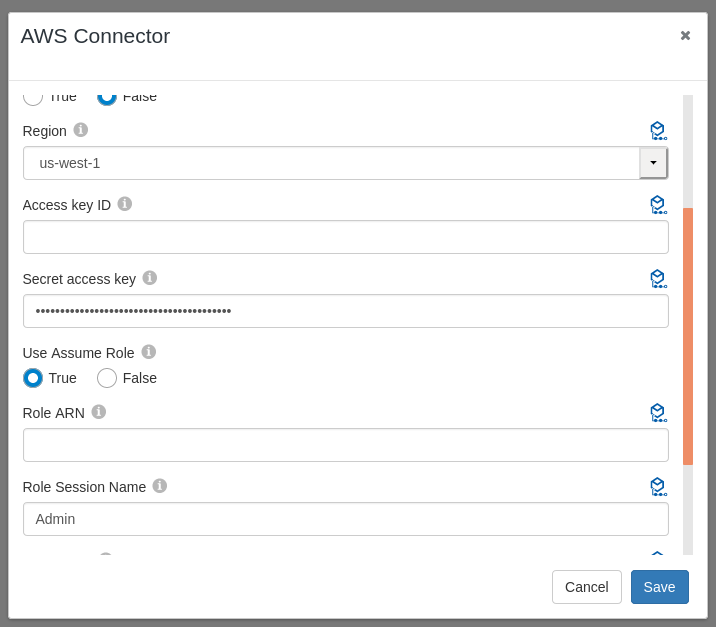 AWS Connector
True False
Region
us-west-1
Access key ID
Secret access key
••••••••••••••••••••••••••••••••••••••••
Use Assume Role
True False
Role ARN
Role Session Name
Admin
Cancel Save